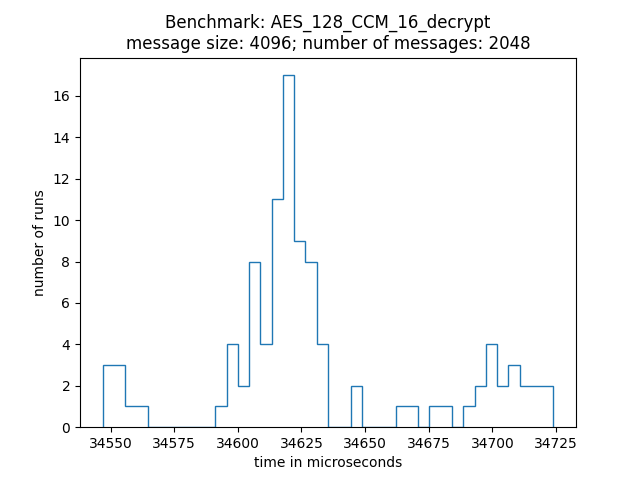 Benchmark: AES_128_CCM_16_decrypt
message size: 4096; number of messages: 2048
number of runs
16
14
12
10
8
6
4
2
0
34550 34575 34600 34625 34650 34675 34700 34725
time in microseconds